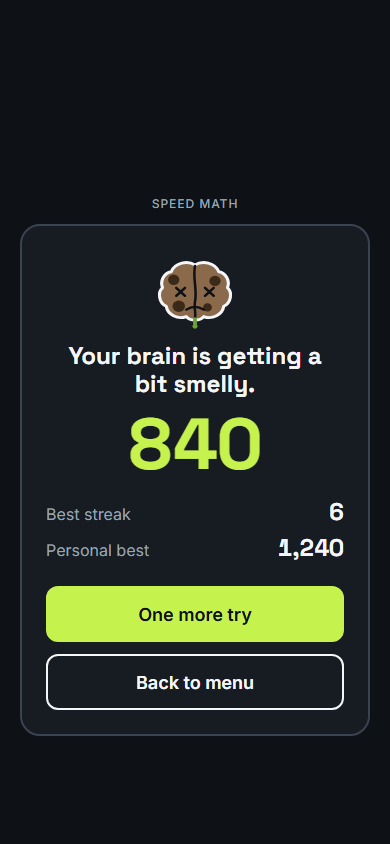 SPEED MATH
Your brain is getting a
bit smelly.
840
Best streak 6
Personal best 1,240
One more try
Back to menu